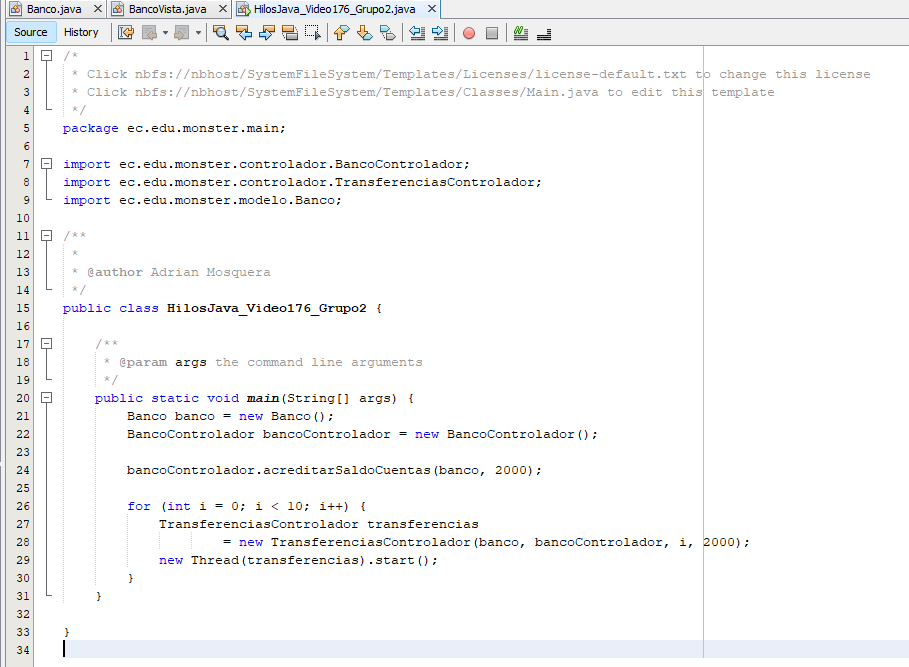 Banco.java BancoVista.java HilosJava_Video176_Grupo2.java
Source History
1 /*
2 * Click nbfs://nbhost/SystemFileSystem/Templates/Licenses/license-default.txt to change this license
3 * Click nbfs://nbhost/SystemFileSystem/Templates/Classes/Main.java to edit this template
4 */
5 package ec.edu.monster.main;
6
7 import ec.edu.monster.controlador.BancoControlador;
8 import ec.edu.monster.controlador.TransferenciasControlador;
9 import ec.edu.monster.modelo.Banco;
10
11 /**
12 *
13 * @author Adrian Mosquera
14 */
15 public class HilosJava_Video176_Grupo2 {
16
17 /**
18 * @param args the command line arguments
19 */
20 public static void main(String[] args) {
21 Banco banco = new Banco();
22 BancoControlador bancoControlador = new BancoControlador();
23
24 bancoControlador.acreditarSaldoCuentas(banco, 2000);
25
26 for (int i = 0; i < 10; i++) {
27 TransferenciasControlador transferencias
28 = new TransferenciasControlador(banco, bancoControlador, i, 2000);
29 new Thread(transferencias).start();
30 }
31 }
32
33 }
34